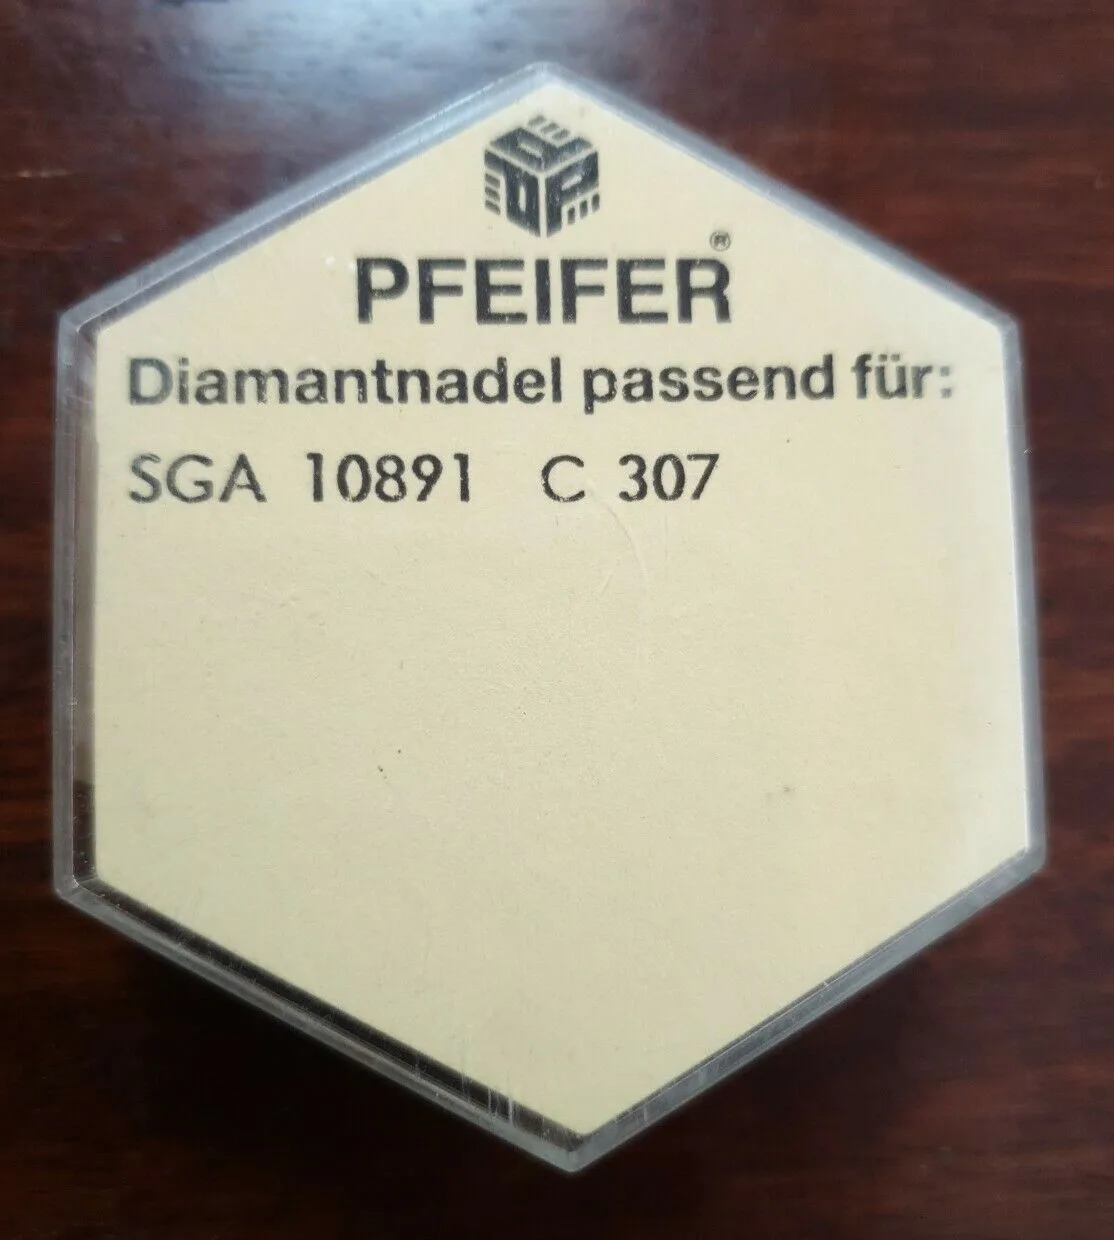 PFEIFER®
Diamantnadel passend für:
SGA 10891 C 307